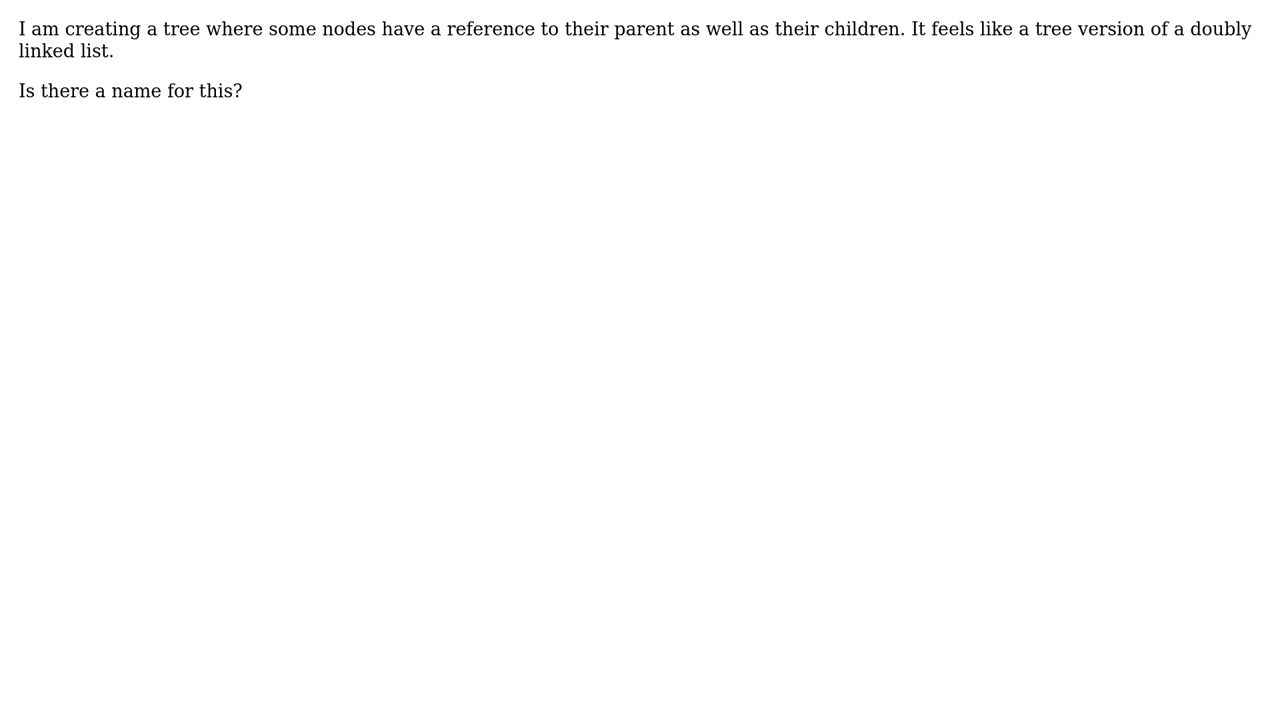 I am creating a tree where some nodes have a reference to their parent as well as their children. It feels like a tree version of a doubly
linked list.
Is there a name for this?